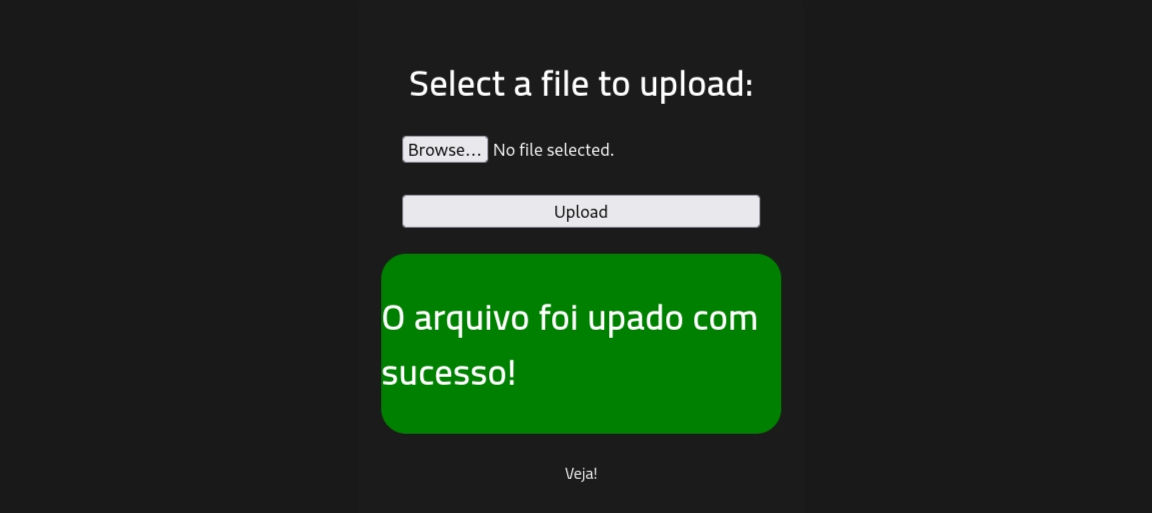 Select a file to upload:
Browse... No file selected.
Upload
O arquivo foi upado com
sucesso!
Veja!